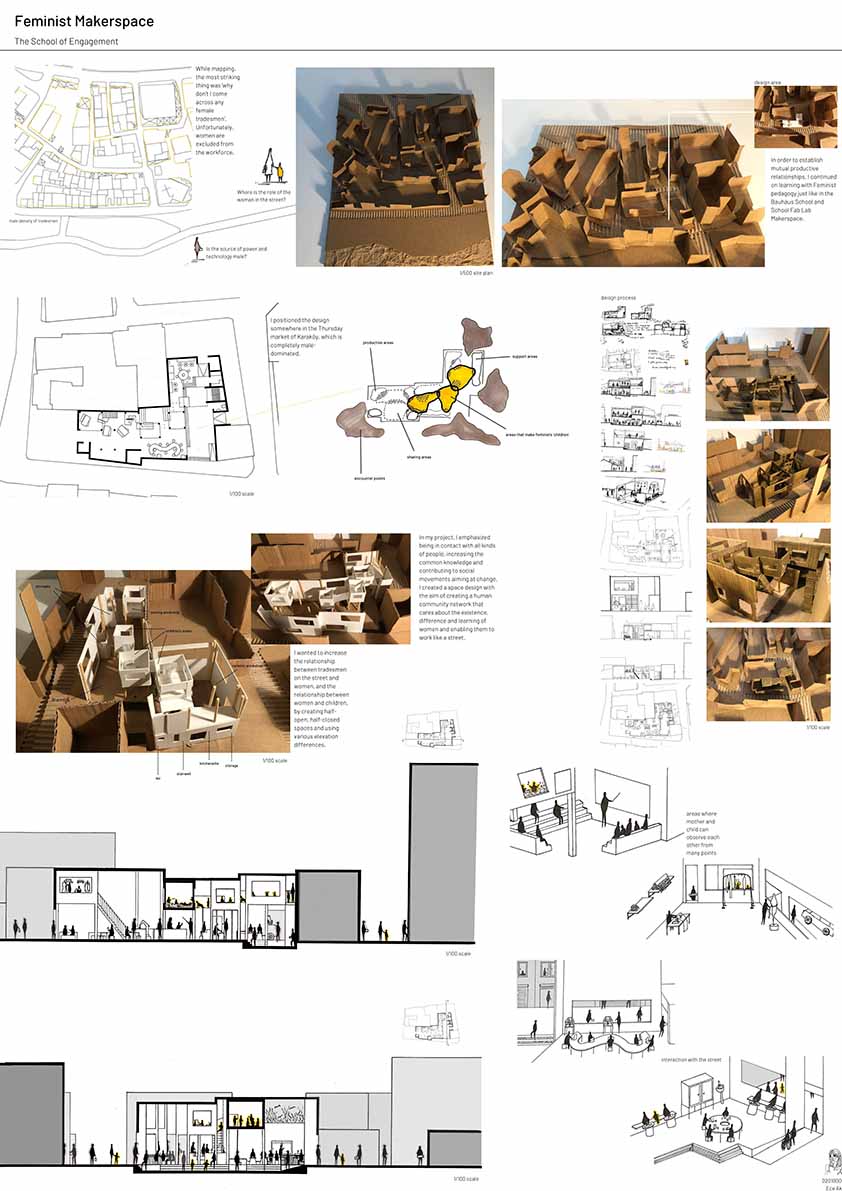 Feminist Makerspace
The School of Engagement
While mapping,
the most striking
thing was 'why
don't I come
across any
female
tradesmen'.
Unfortunately,
women are
excluded from
the workforce.
Where is the role of the
woman in the street?
male density of tradesmen
Is the source of power and
technology male?
1/500 site plan
design area
In order to establish
mutual productive
relationships, I continued
on learning with Feminist
pedagogy just like in the
Bauhaus School and
School Fab Lab
Makerspace.
I positioned the design
somewhere in the Thursday
market of Karaköy, which is
completely male-
dominated.
1/100 scale
production areas
support areas
areas that make feminists 'children'
sharing areas
encounter points
design process
1/100 scale
In my project, I emphasized
being in contact with all kinds
of people, increasing the
common knowledge and
contributing to social
movements aiming at change.
I created a space design with
the aim of creating a human
community network that
cares about the existence,
difference and learning of
women and enabling them to
work like a street.
I wanted to increase
the relationship
between tradesmen
on the street and
women, and the
relationship between
women and children,
by creating half-
open, half-closed
spaces and using
various elevation
differences.
1/100 scale
wc
stairwell
kitchenette
storage
areas where
mother and
child can
observe each
other from
many points
1/100 scale
interaction with the street
1/100 scale